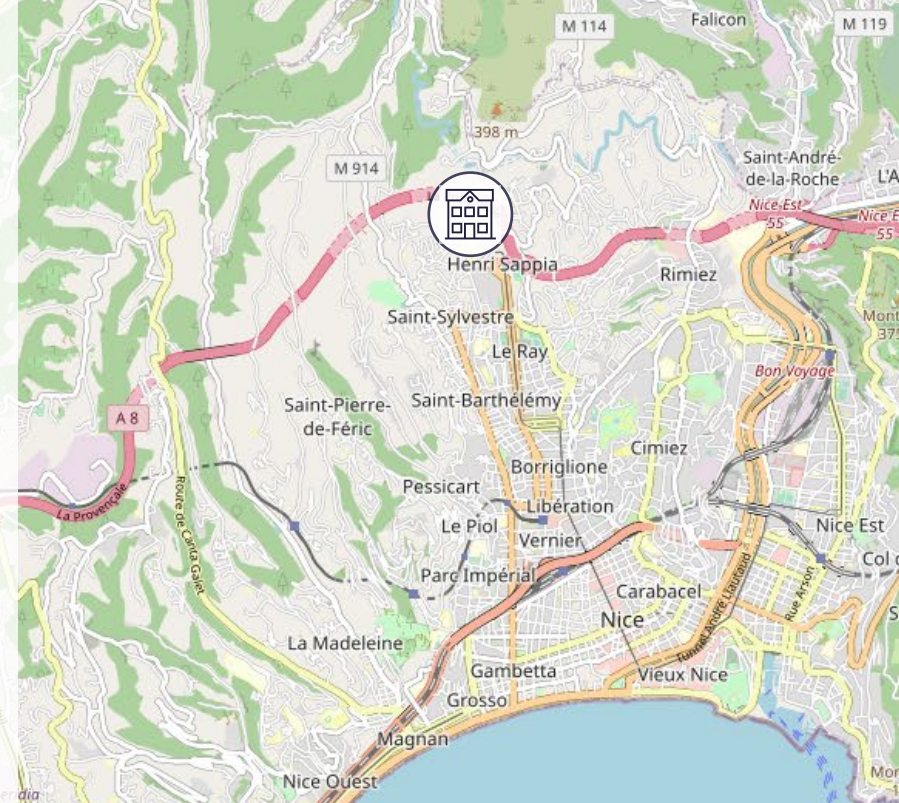 Falicon
M 114
M 119
398 m
M 914
Saint-André-
de-la-Roche
L'A
Nice-Est
55
Nice E
55
Henri Sappia
Rimiez
Saint-Sylvestre
Mont
375
Le Ray
Bon Voyage
Saint-Pierre-
de-Féric
Saint-Barthélémy
A 8
Cimiez
Borriglione
Pessicart
La Provençale
Route de Canta Galet
Libération
Le Piol
Vernier
Nice Est
Col
Parc Impérial
Carabacel
Rue Arson
Nice
Tunnel André Liautaud
S
La Madeleine
Gambetta
Vieux Nice
Grosso
Magnan
Nice Ouest
Mor
dia